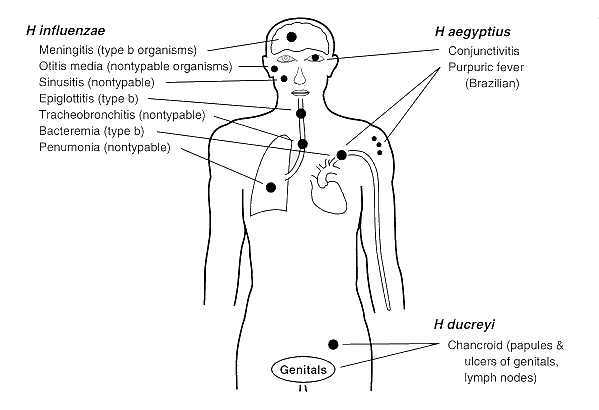 H influenzae
Meningitis (type b organisms)
Otitis media (nontypable organisms)
Sinusitis (nontypable)
Epiglottitis (type b)
Tracheobronchitis (nontypable)
Bacteremia (type b)
Penumonia (nontypable)
H aegyptius
Conjunctivitis
Purpuric fever
(Brazilian)
H ducreyi
Chancroid (papules &
ulcers of genitals,
lymph nodes)
Genitals